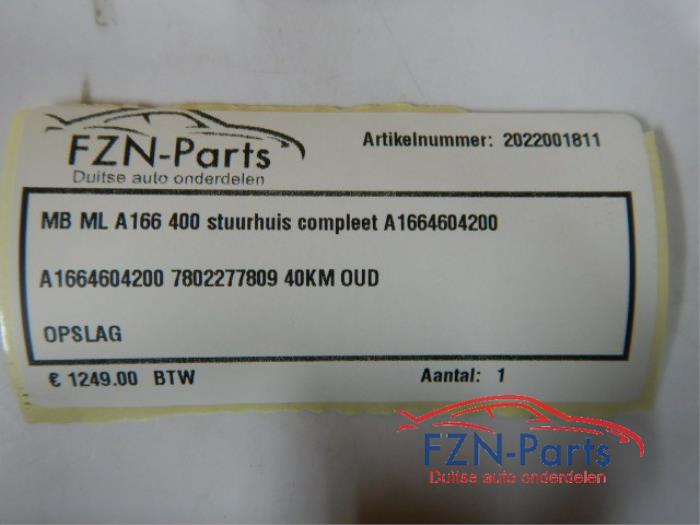 FZN-Parts
Duitse auto onderdelen
Artikelnummer: 2022001811
MB ML A166 400 stuurhuis compleet A1664604200
A1664604200 7802277809 40KM OUD
OPSLAG
€ 1249.00 BTW
Aantal: 1
FZN-Parts
Duitse auto onderdelen